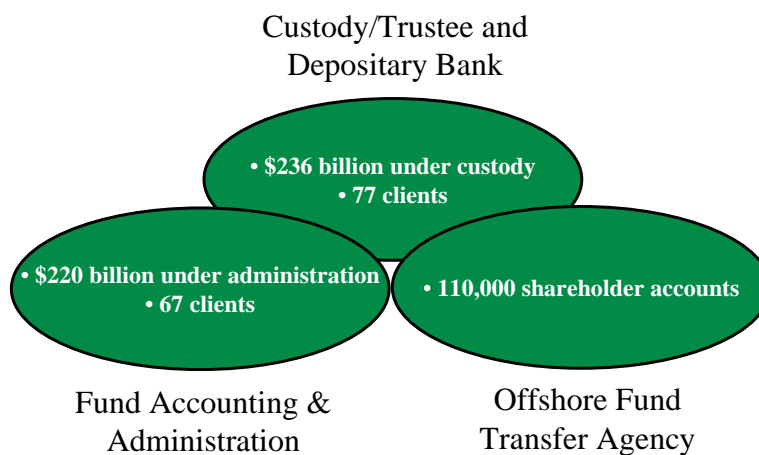 Custody/Trustee and
Depositary Bank
• $236 billion under custody
• 77 clients
• $220 billion under administration
• 67 clients
• 110,000 shareholder accounts
Fund Accounting &
Administration
Offshore Fund
Transfer Agency